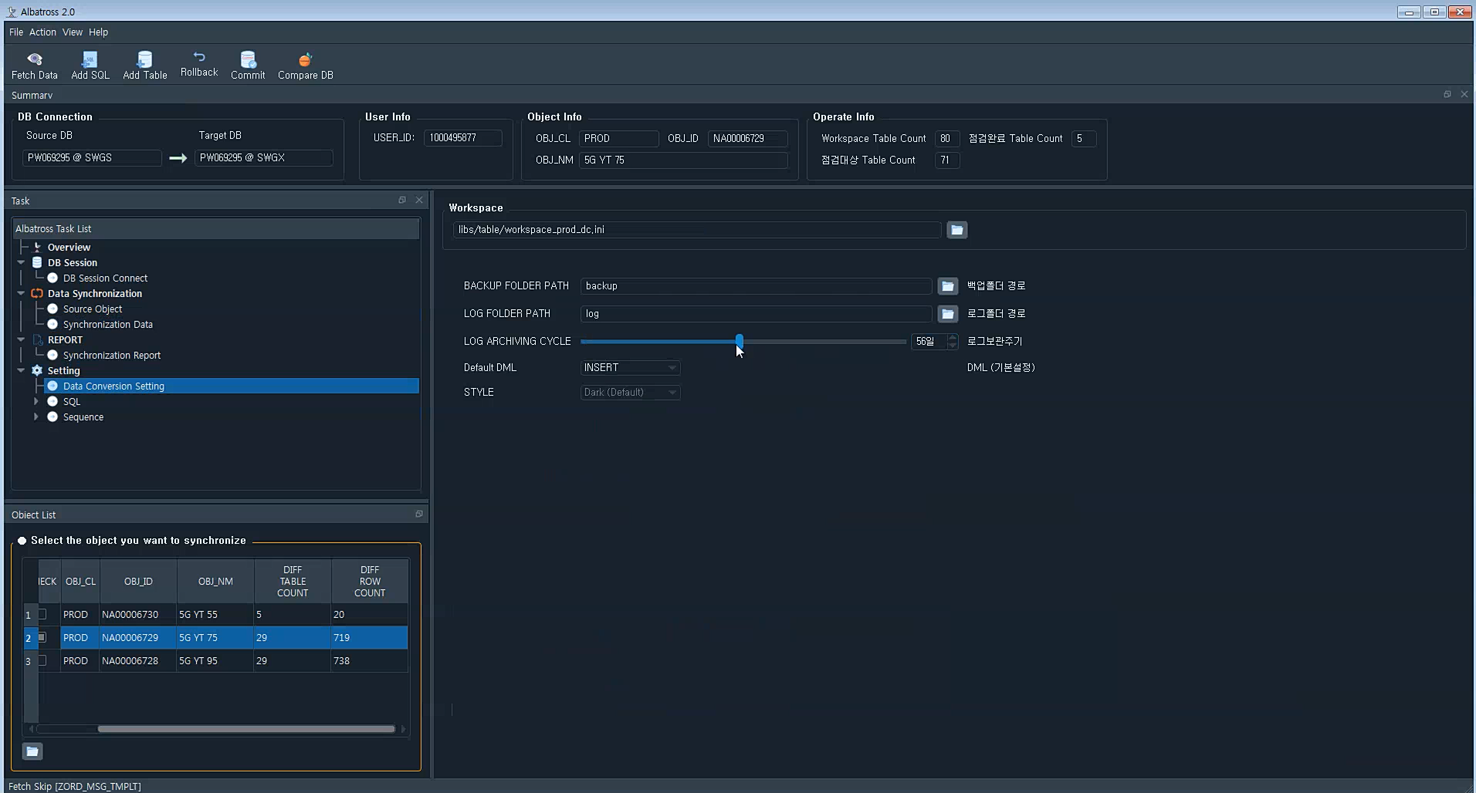 Albatross 2.0
File Action View Help
Fetch Data Add SQL Add Table Rollback Commit Compare DB
Summary
DB Connection
Source DB Target DB
PW069295 @ SWGS PW069295 @ SWGX
User Info
USER_ID: 1000495877
Object Info
OBJ_CL PROD OBJ_ID NA00006729
OBJ_NM 5G YT 75
Operate Info
Workspace Table Count 80 점검완료 Table Count 5
점검대상 Table Count 71
Task
Albatross Task List
Overview
DB Session
DB Session Connect
Data Synchronization
Source Object
Synchronization Data
REPORT
Synchronization Report
Setting
Data Conversion Setting
SQL
Sequence
Workspace
libs/table/workspace_prod_dc,ini
BACKUP FOLDER PATH backup 백업폴더 경로
LOG FOLDER PATH log 로그폴더 경로
LOG ARCHIVING CYCLE 56일 로그보관주기
Default DML INSERT DML (기본설정)
STYLE Dark (Default)
Object List
Select the object you want to synchronize
IECK OBJ_CL OBJ_ID OBJ_NM DIFF TABLE COUNT DIFF ROW COUNT
1 PROD NA00006730 5G YT 55 5 20
2 PROD NA00006729 5G YT 75 29 719
3 PROD NA00006728 5G YT 95 29 738
Fetch Skip [ZORD_MSG_TMPLT]